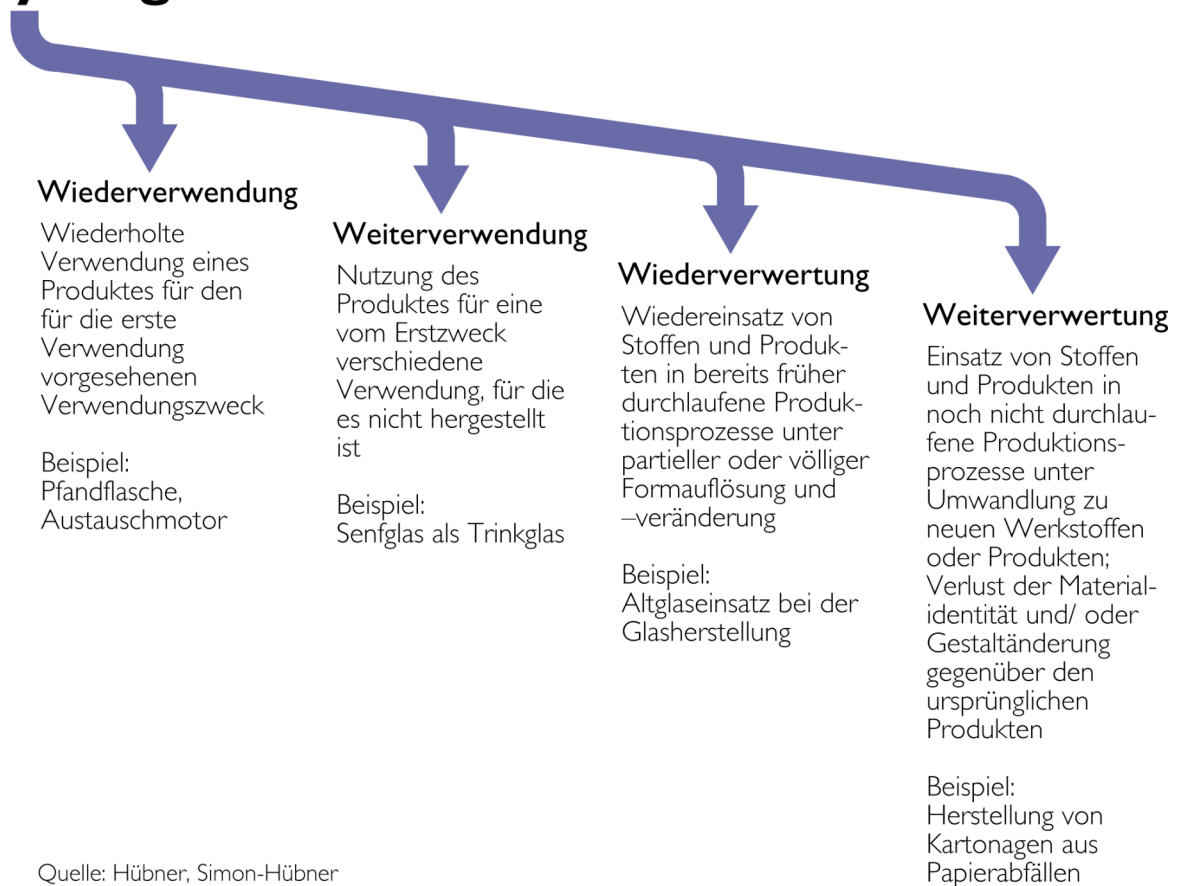 Wiederverwendung
Wiederholte
Verwendung eines
Produktes für den
für die erste
Verwendung
vorgesehenen
Verwendungszweck
Beispiel:
Pfandflasche,
Austauschmotor
Weiterverwendung
Nutzung des
Produktes für eine
vom Erstzweck
verschiedene
Verwendung, für die
es nicht hergestellt
ist
Beispiel:
Senfglas als Trinkglas
Wiederverwertung
Wiedereinsatz von
Stoffen und Produk-
ten in bereits früher
durchlaufene Produk-
tionsprozesse unter
partieller oder völliger
Formauflösung und
–veränderung
Beispiel:
Altglaseinsatz bei der
Glasherstellung
Weiterverwertung
Einsatz von Stoffen
und Produkten in
noch nicht durchlau-
fene Produktions-
prozesse unter
Umwandlung zu
neuen Werkstoffen
oder Produkten;
Verlust der Material-
identität und/ oder
Gestaltänderung
gegenüber den
ursprünglichen
Produkten
Beispiel:
Herstellung von
Kartonagen aus
Papierabfällen
Quelle: Hübner, Simon-Hübner